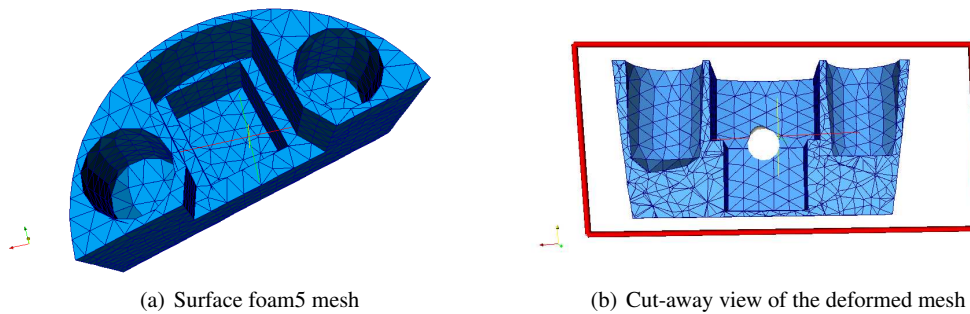 (a) Surface foam5 mesh
(b) Cut-away view of the deformed mesh